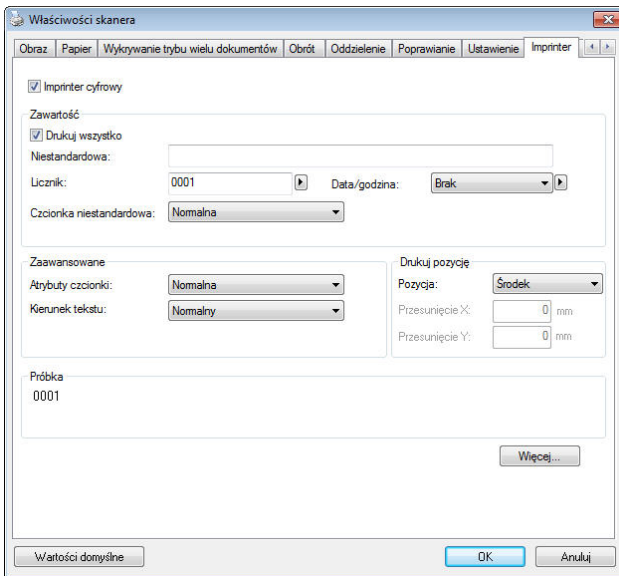 Właściwości skanera
Obraz Papier Wykrywanie trybu wielu dokumentów Obrót Oddzielenie Poprawianie Ustawienie Imprinter
Imprinter cyfrowy
Zawartość
Drukuj wszystko
Niestandardowa:
Licznik: 0001 Data/godzina: Brak
Czcionka niestandardowa: Normalna
Zaawansowane Drukuj pozycję
Atrybuty czcionki: Normalna Pozycja: Środek
Kierunek tekstu: Normalny Przesunięcie X: 0 mm
Przesunięcie Y: 0 mm
Próbka
0001
Więcej...
Wartości domyślne OK Anuluj